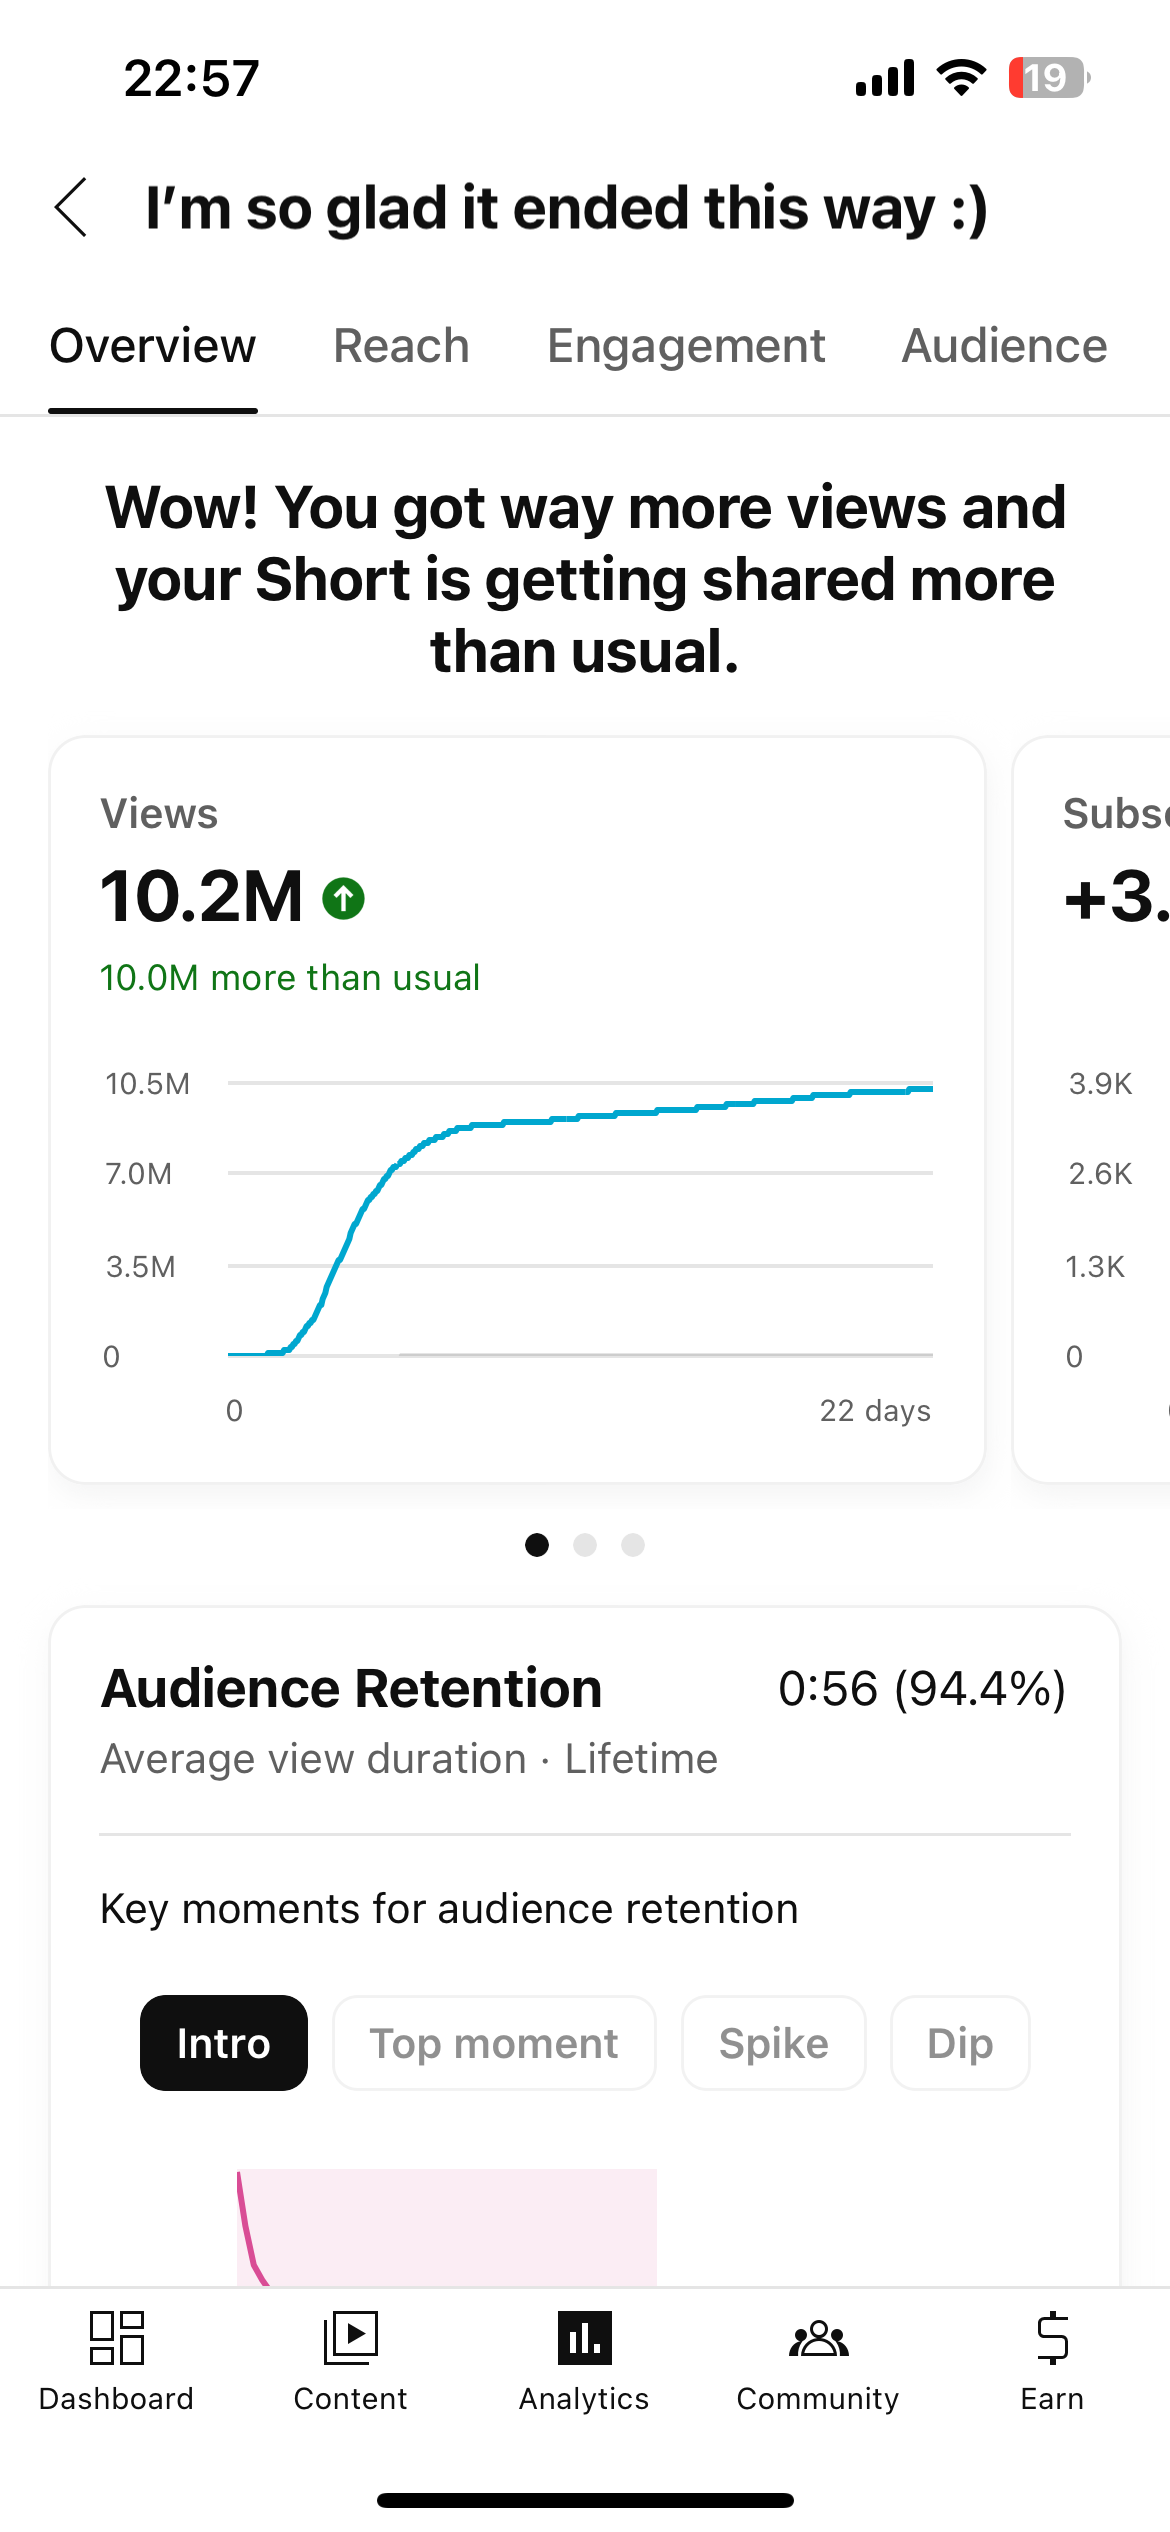 22:57
19
I’m so glad it ended this way :)
Overview Reach Engagement Audience
Wow! You got way more views and
your Short is getting shared more
than usual.
Views
10.2M
10.0M more than usual
10.5M
7.0M
3.5M
0
0 22 days
+3.
3.9K
2.6K
1.3K
0
Audience Retention 0:56 (94.4%)
Average view duration · Lifetime
Key moments for audience retention
Intro Top moment Spike Dip
Dashboard Content Analytics Community Earn